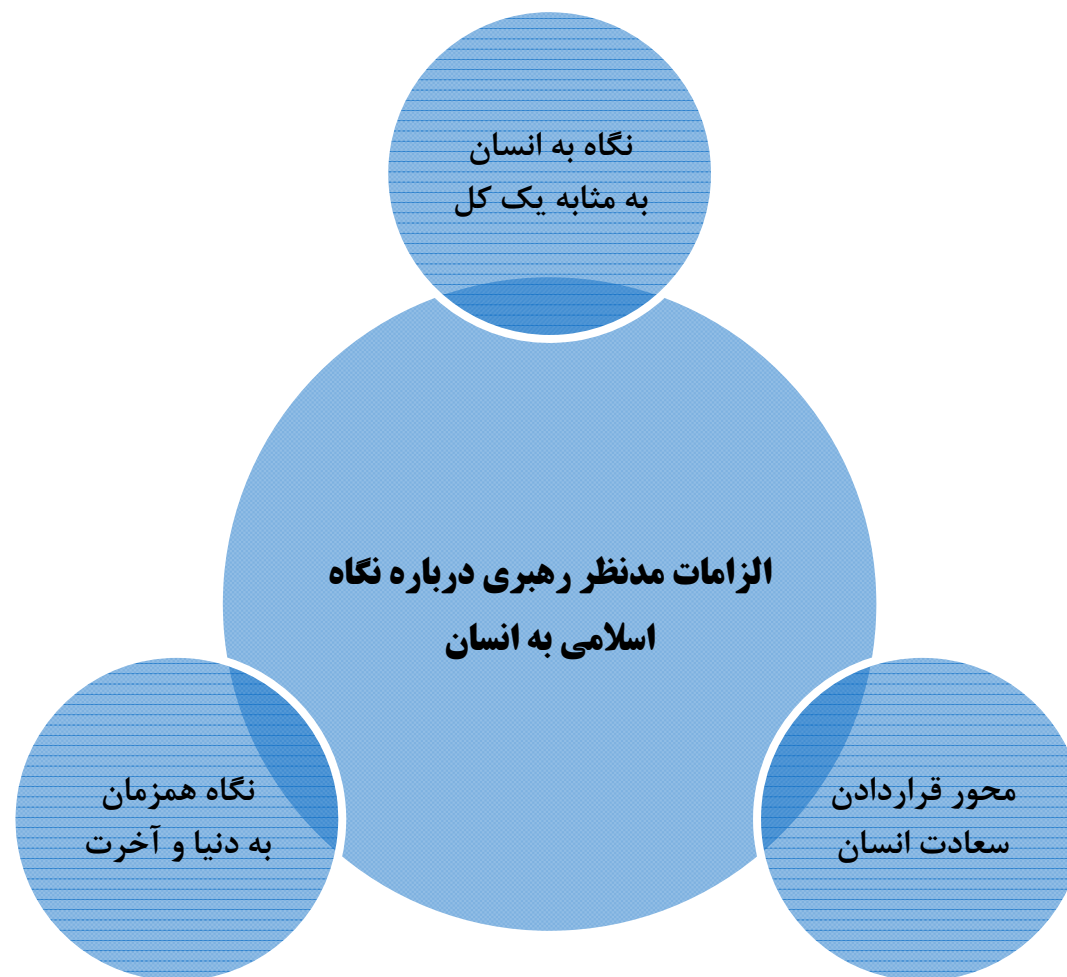 نگاه به انسان
به مثابه یک کل
الزامات مدنظر رهبری درباره نگاه
اسلامی به انسان
محور قراردادن
سعادت انسان
نگاه همزمان
به دنیا و آخرت